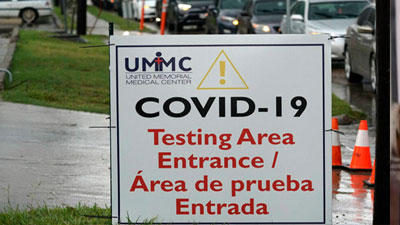 UMMC
UNITED MEMORIAL
MEDICAL CENTER
COVID-19
Testing Area
Entrance /
Área de prueba
Entrada